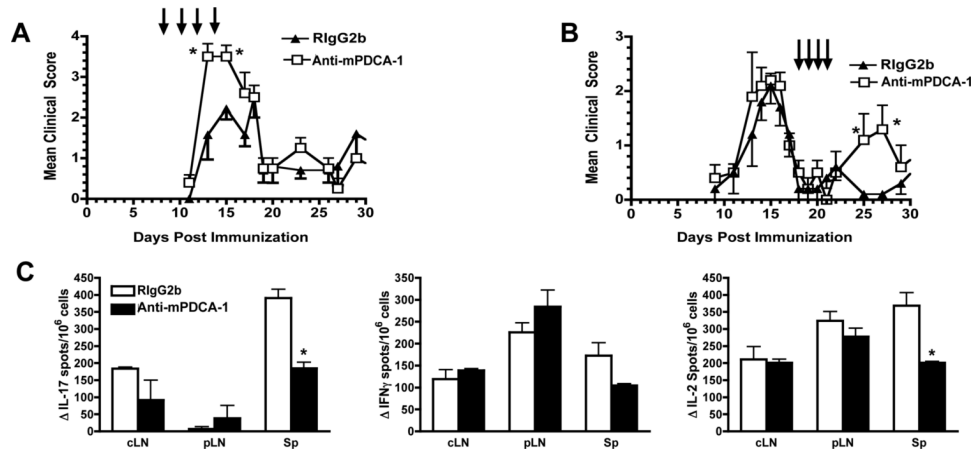 A
RIgG2b
Anti-mPDCA-1
Mean Clinical Score
4
3
2
1
0
*
*
0 5 10 15 20 25 30
Days Post Immunization
B
RIgG2b
Anti-mPDCA-1
Mean Clinical Score
3
2
1
0
*
*
0 5 10 15 20 25 30
Days Post Immunization
C
RIgG2b
Anti-mPDCA-1
Δ IL-17 spots/10⁶ cells
450
400
350
300
250
200
150
100
50
0
*
cLN pLN Sp
Δ IFNγ spots/10⁶ cells
350
300
250
200
150
100
50
0
cLN pLN Sp
Δ IL-2 Spots/10⁶ cells
450
400
350
300
250
200
150
100
50
0
*
cLN pLN Sp